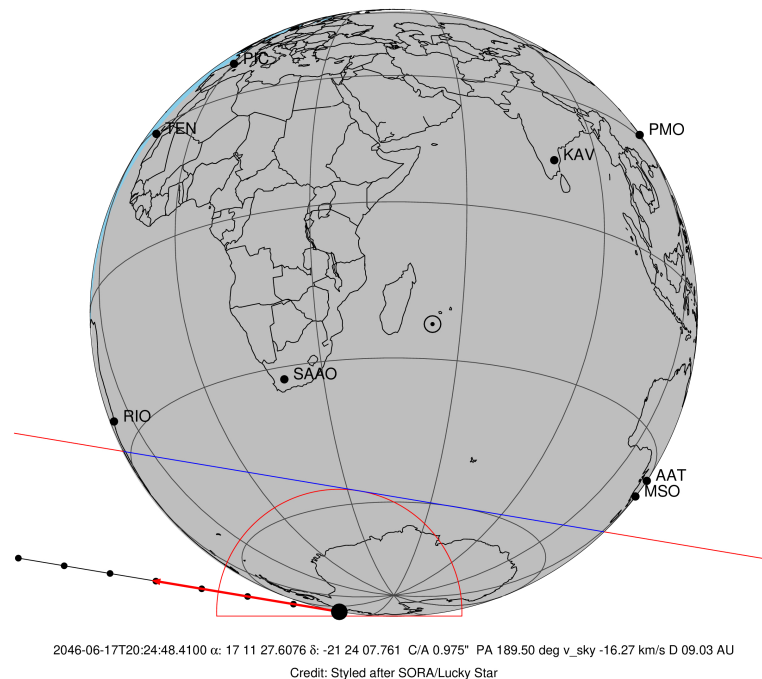 PIC
TEN
PMO
KAV
SAAO
RIO
AAT
MSO
2046-06-17T20:24:48.4100 α: 17 11 27.6076 δ: -21 24 07.761 C/A 0.975" PA 189.50 deg v_sky -16.27 km/s D 09.03 AU
Credit: Styled after SORA/Lucky Star